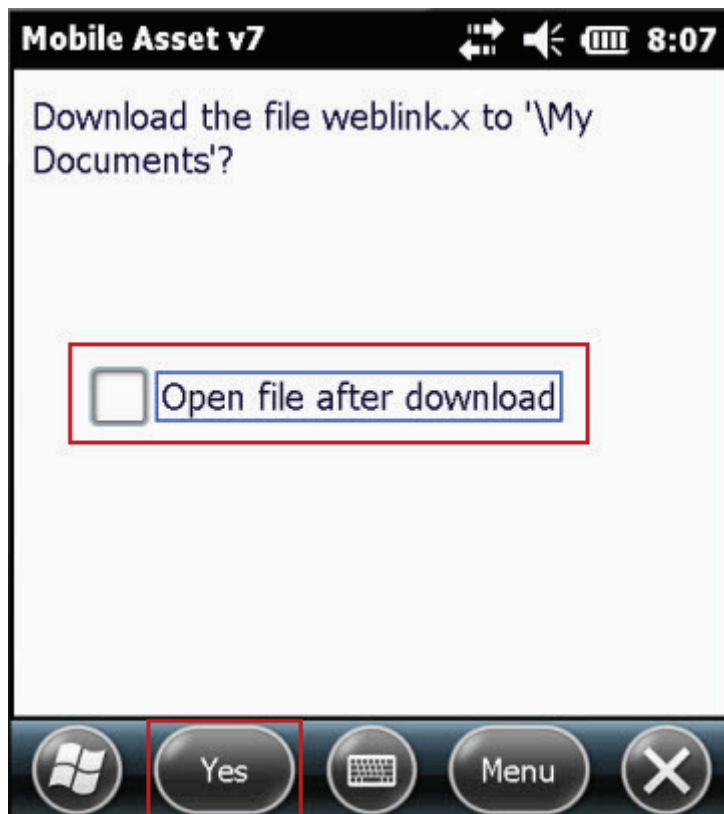 Mobile Asset v7 8:07
Download the file weblink.x to '\My
Documents'?
Open file after download
Yes Menu